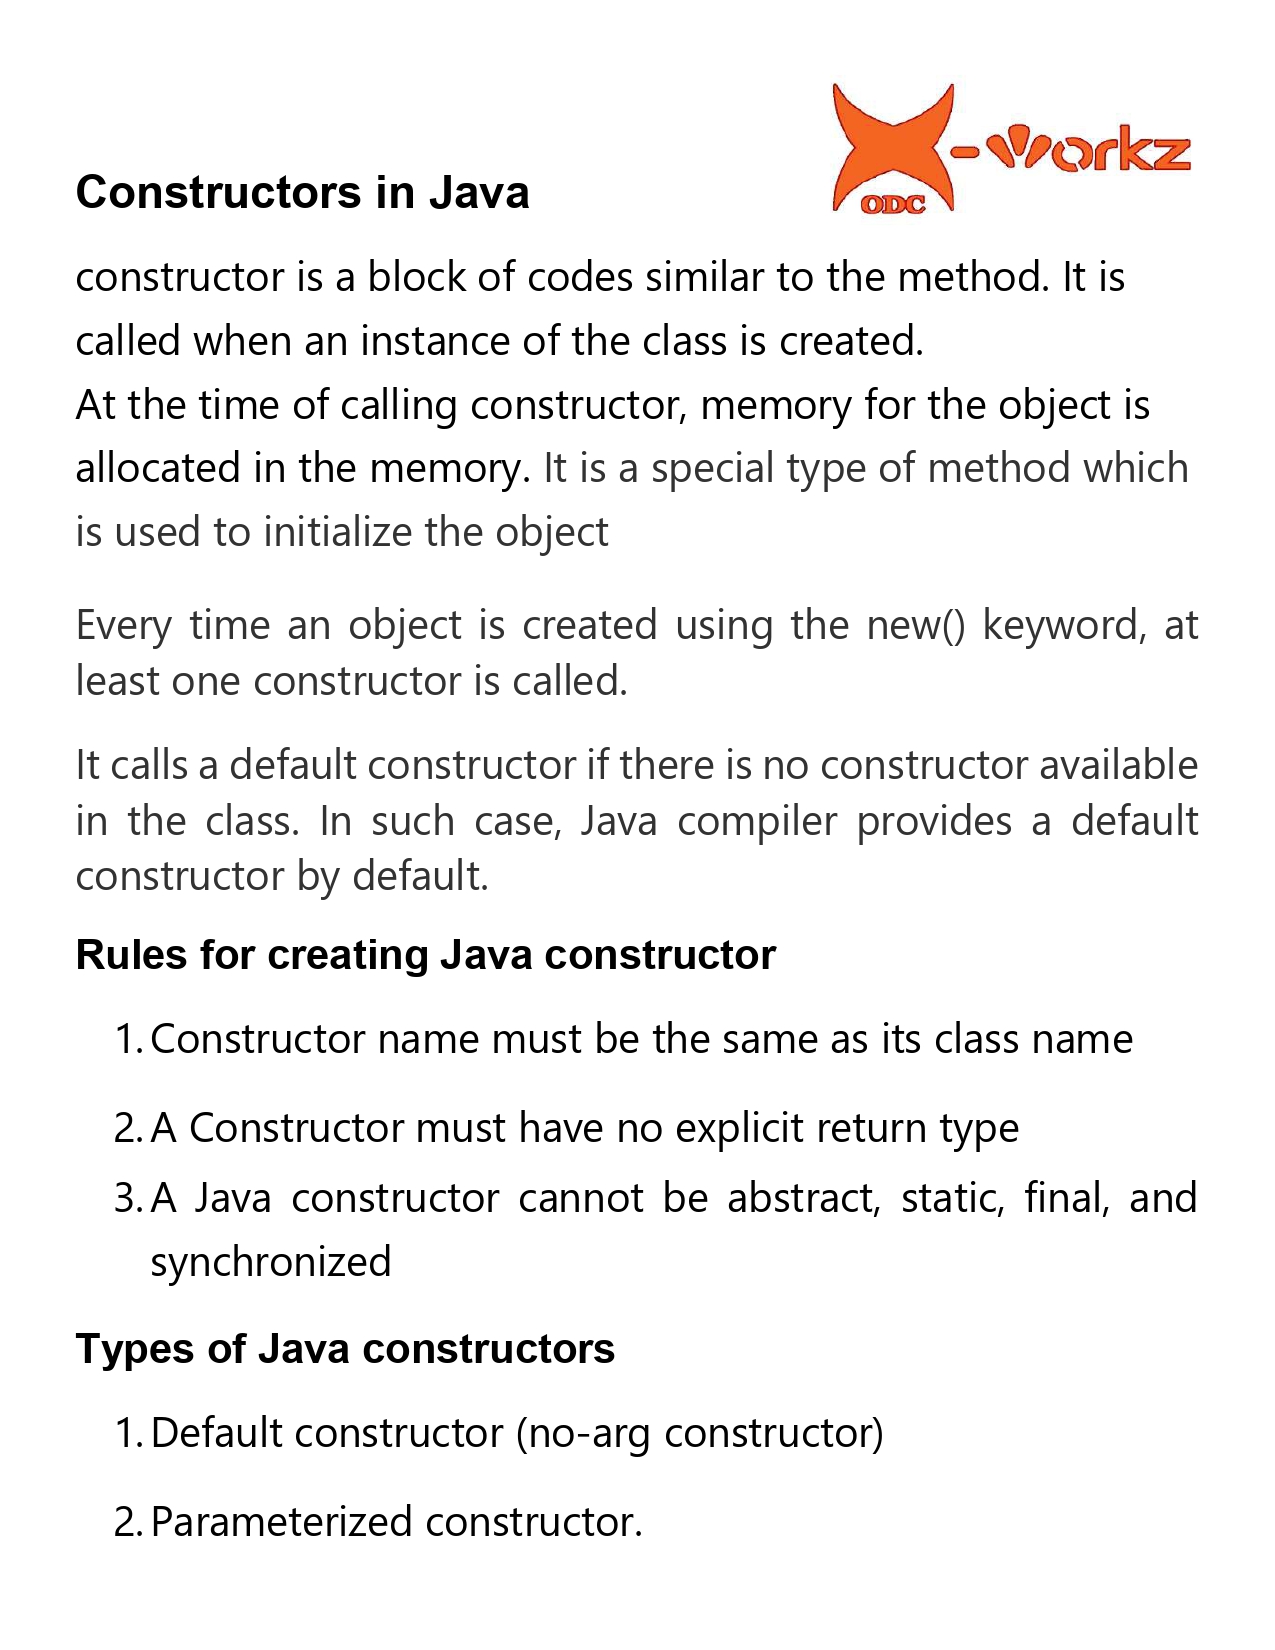 X-workz
ODC
Constructors in Java
constructor is a block of codes similar to the method. It is
called when an instance of the class is created.
At the time of calling constructor, memory for the object is
allocated in the memory. It is a special type of method which
is used to initialize the object
Every time an object is created using the new() keyword, at
least one constructor is called.
It calls a default constructor if there is no constructor available
in the class. In such case, Java compiler provides a default
constructor by default.
Rules for creating Java constructor
1. Constructor name must be the same as its class name
2. A Constructor must have no explicit return type
3. A Java constructor cannot be abstract, static, final, and
synchronized
Types of Java constructors
1. Default constructor (no-arg constructor)
2. Parameterized constructor.